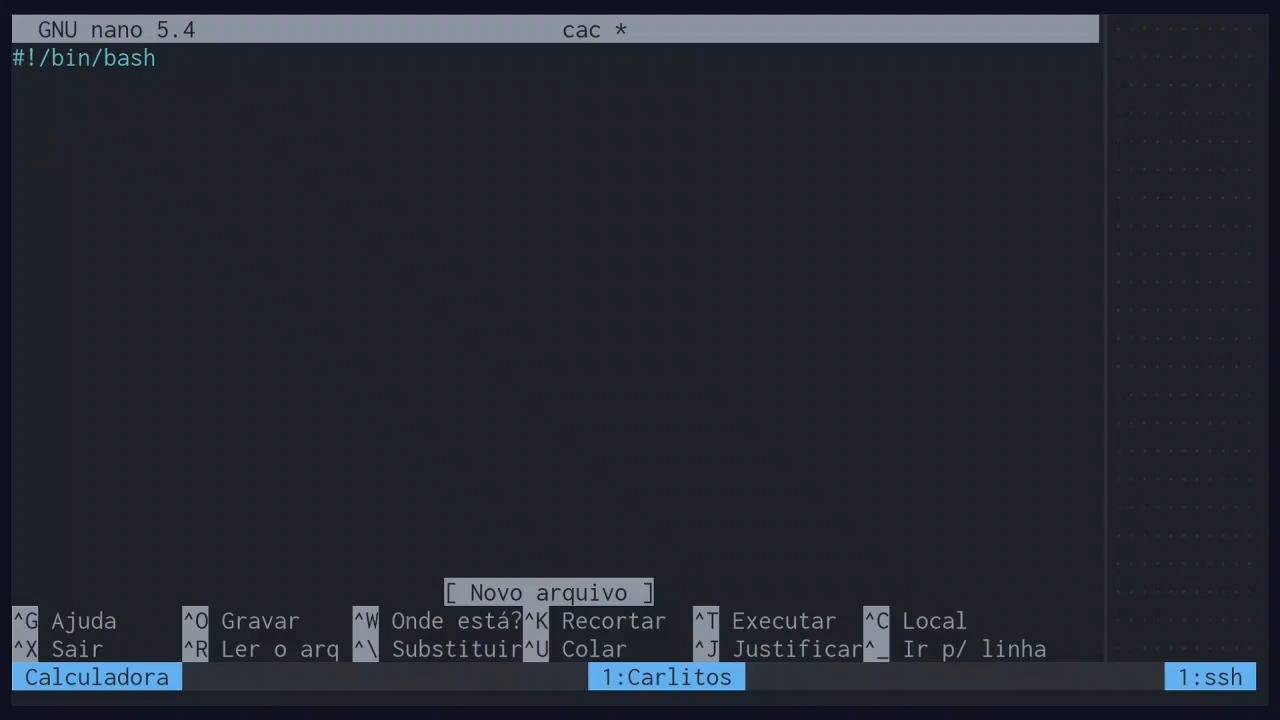 GNU nano 5.4 cac *
#!/bin/bash
[ Novo arquivo ]
^G Ajuda ^O Gravar ^W Onde está? ^K Recortar ^T Executar ^C Local
^X Sair ^R Ler o arq ^\ Substituir ^U Colar ^J Justificar ^_ Ir p/ linha
Calculadora 1:Carlitos 1:ssh